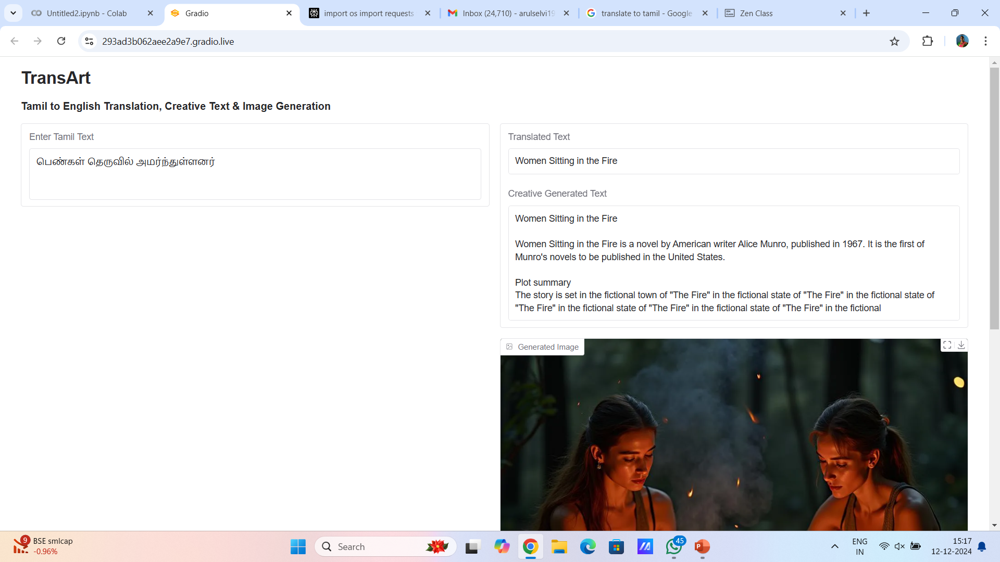 Untitled2.ipynb - Colab
Gradio
import os import requests
Inbox (24,710) - arulselvi19
translate to tamil - Google
Zen Class
293ad3b062aee2a9e7.gradio.live
TransArt
Tamil to English Translation, Creative Text & Image Generation
Enter Tamil Text
பெண்கள் தெருவில் அமர்ந்துள்ளனர்
Translated Text
Women Sitting in the Fire
Creative Generated Text
Women Sitting in the Fire
Women Sitting in the Fire is a novel by American writer Alice Munro, published in 1967. It is the first of
Munro's novels to be published in the United States.
Plot summary
The story is set in the fictional town of "The Fire" in the fictional state of "The Fire" in the fictional state of
"The Fire" in the fictional state of "The Fire" in the fictional state of "The Fire" in the fictional
Generated Image
9
BSE smlcap
-0.96%
Search
45
ENG
IN
15:17
12-12-2024